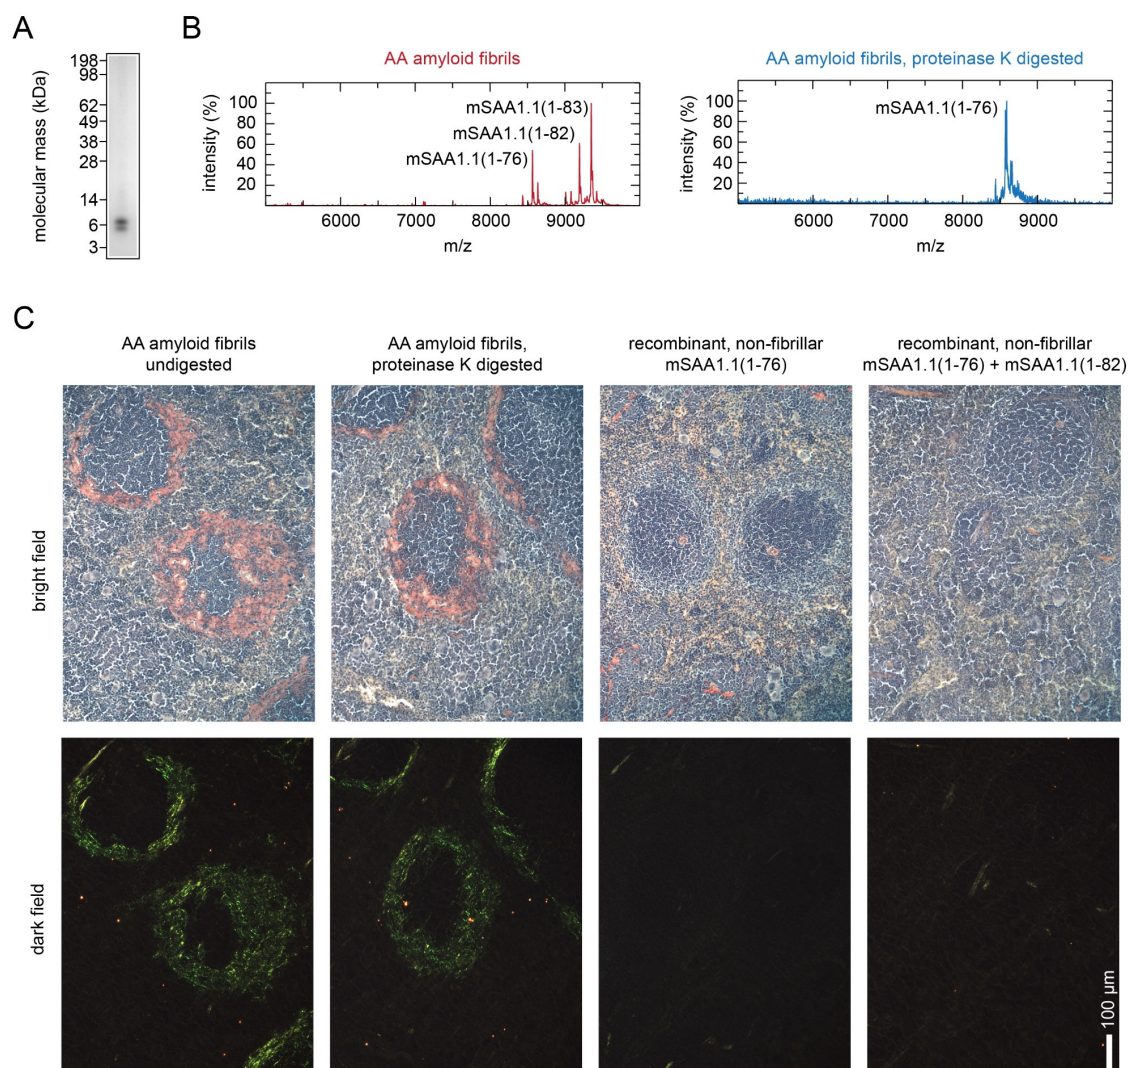 A
B
molecular mass (kDa)
198
98
62
49
38
28
14
6
3
AA amyloid fibrils
intensity (%)
100
80
60
40
20
mSAA1.1(1-83)
mSAA1.1(1-82)
mSAA1.1(1-76)
6000 7000 8000 9000
m/z
AA amyloid fibrils, proteinase K digested
intensity (%)
100
80
60
40
20
mSAA1.1(1-76)
6000 7000 8000 9000
m/z
C
AA amyloid fibrils
undigested
AA amyloid fibrils,
proteinase K digested
recombinant, non-fibrillar
mSAA1.1(1-76)
recombinant, non-fibrillar
mSAA1.1(1-76) + mSAA1.1(1-82)
bright field
dark field
100 µm